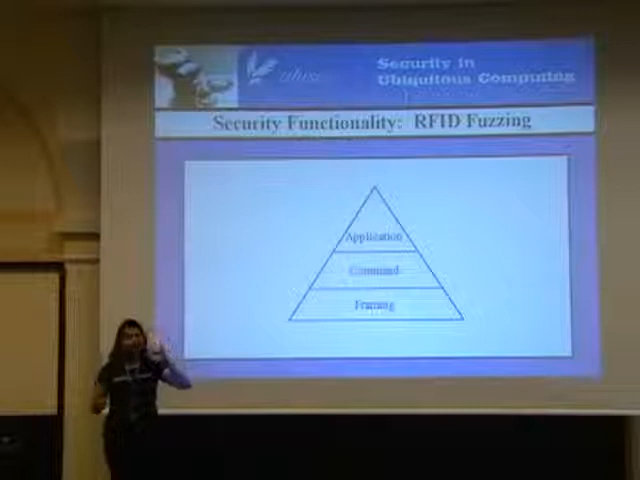 Security in
Ubiquitous Computing
Security Functionality: RFID Fuzzing
Application
Command
Framing